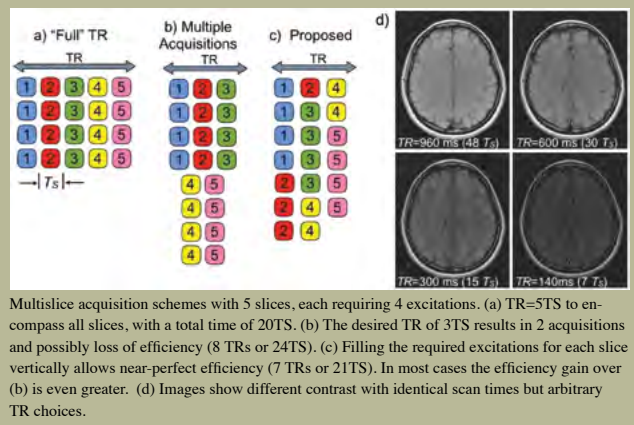 a) "Full" TR
TR
1 2 3 4 5
1 2 3 4 5
1 2 3 4 5
1 2 3 4 5
TS
b) Multiple
Acquisitions
TR
1 2 3
1 2 3
1 2 3
1 2 3
4 5
4 5
4 5
4 5
c) Proposed
TR
1 2 4
1 3 4
1 3 5
1 3 5
2 3 5
2 4 5
2 4
d)
TR=960 ms (48 TS)
TR=600 ms (30 TS)
TR=300 ms (15 TS)
TR=140ms (7 TS)
Multislice acquisition schemes with 5 slices, each requiring 4 excitations. (a) TR=5TS to en-
compass all slices, with a total time of 20TS. (b) The desired TR of 3TS results in 2 acquisitions
and possibly loss of efficiency (8 TRs or 24TS). (c) Filling the required excitations for each slice
vertically allows near-perfect efficiency (7 TRs or 21TS). In most cases the efficiency gain over
(b) is even greater. (d) Images show different contrast with identical scan times but arbitrary
TR choices.